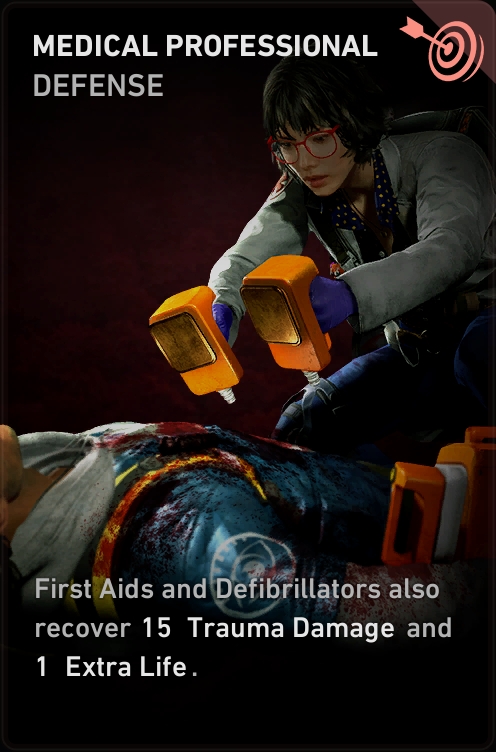 MEDICAL PROFESSIONAL
DEFENSE
First Aids and Defibrillators also
recover 15 Trauma Damage and
1 Extra Life.